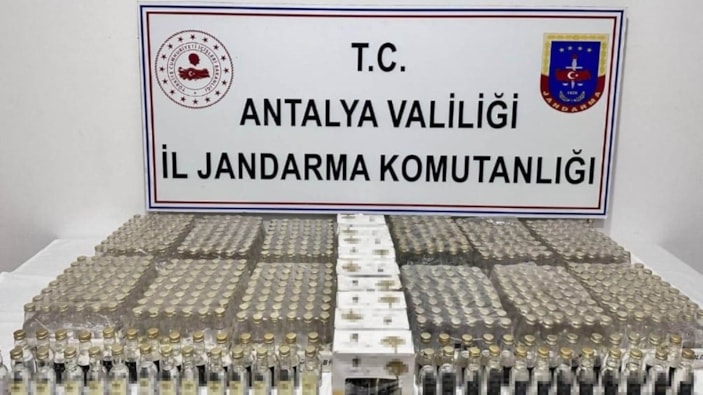 T.C.
ANTALYA VALİLİĞİ
İL JANDARMA KOMUTANLIĞI
JANDARMA